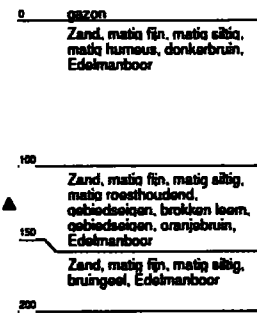 0 gazon
Zand, matig fijn, matig siltig,
matig humeus, donkerbruin,
Edelmanboor
100
Zand, matig fijn, matig siltig,
matig roesthoudend,
gebiedseigen, brokken leem,
gebiedseigen, oranjebruin,
Edelmanboor
150
Zand, matig fijn, matig siltig,
bruingeel, Edelmanboor
200